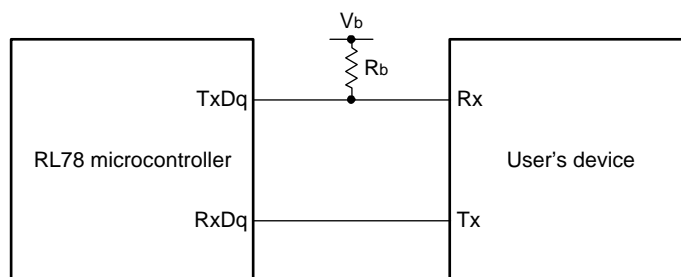 Vb
Rb
TxDq
Rx
RL78 microcontroller
User's device
RxDq
Tx